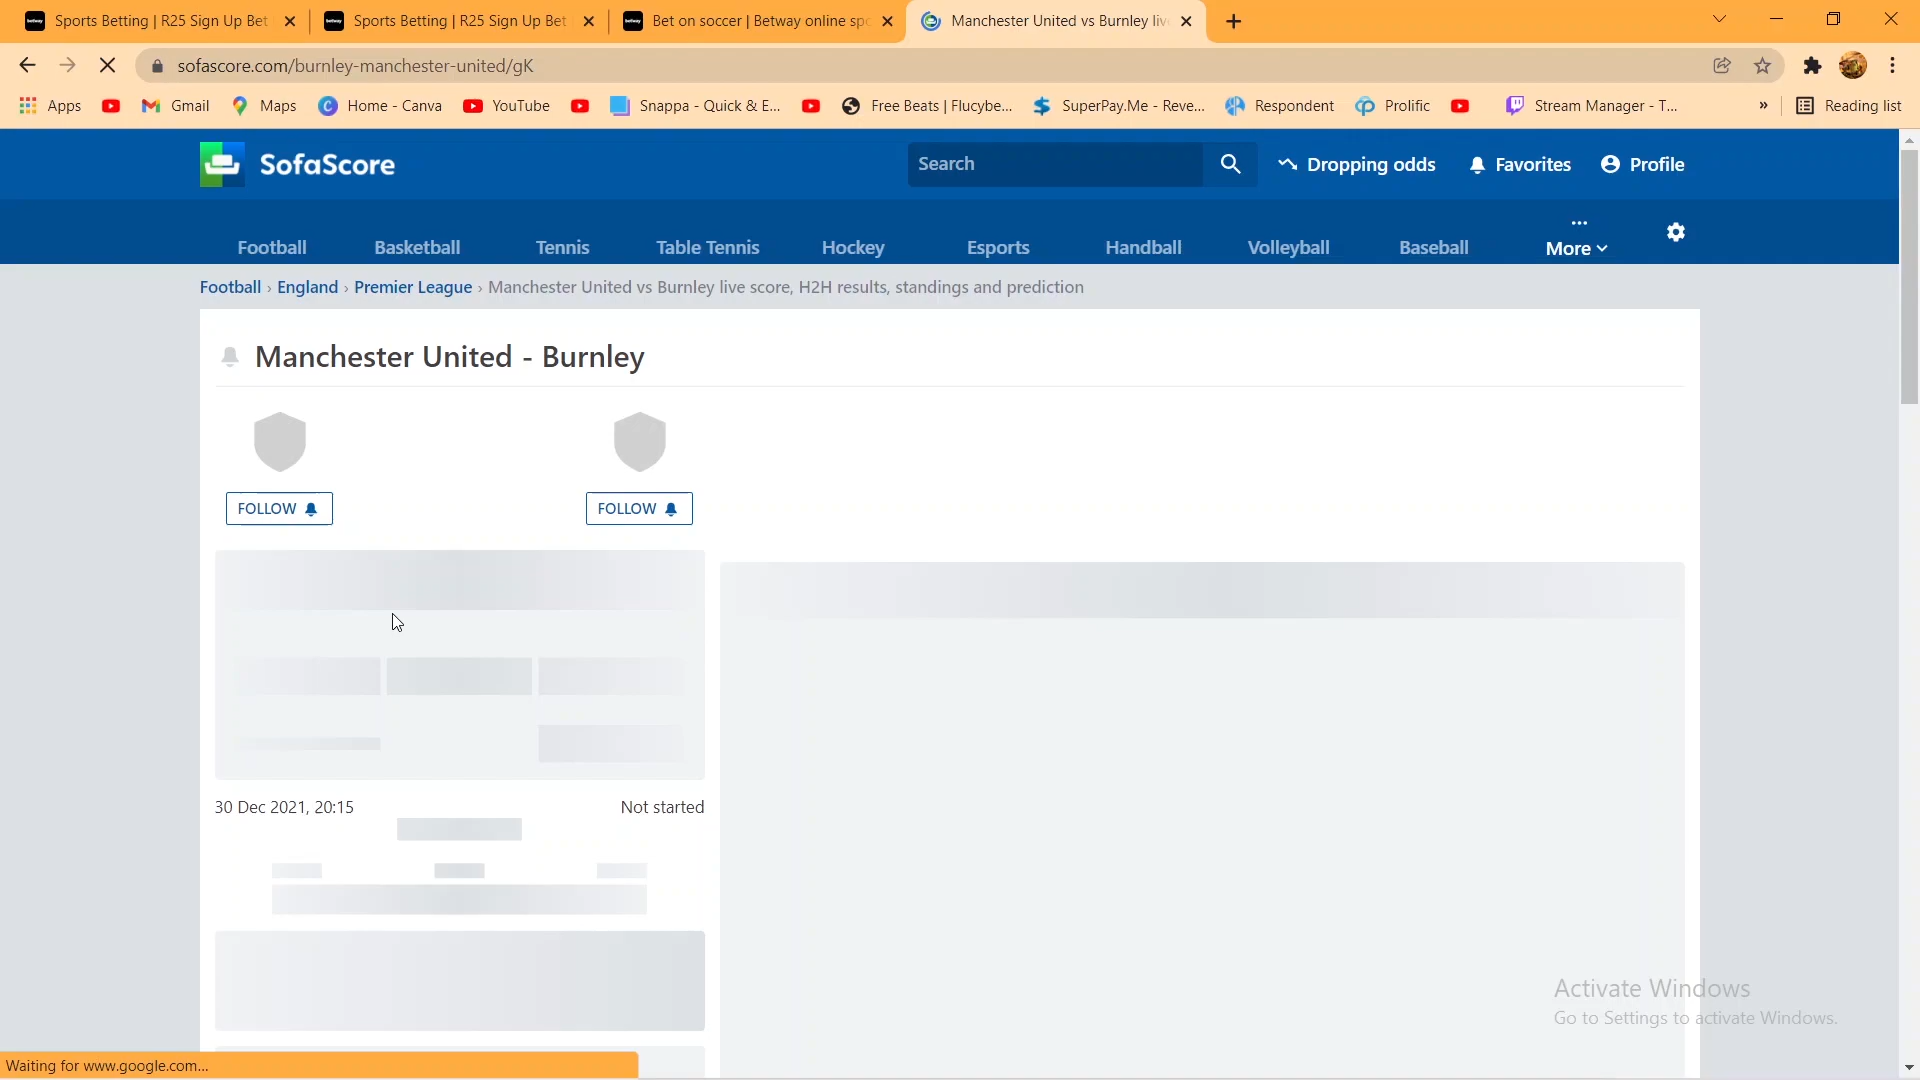 Sports Betting | R25 Sign Up Bet
Sports Betting | R25 Sign Up Bet
Bet on soccer | Betway online spo
Manchester United vs Burnley liv
sofascore.com/burnley-manchester-united/gK
Apps
Gmail
Maps
Home - Canva
YouTube
Snappa - Quick & E...
Free Beats | Flucybe...
SuperPay.Me - Reve...
Respondent
Prolific
Stream Manager - T...
»
Reading list
SofaScore
Search
Dropping odds
Favorites
Profile
Football
Basketball
Tennis
Table Tennis
Hockey
Esports
Handball
Volleyball
Baseball
More
Football › England › Premier League › Manchester United vs Burnley live score, H2H results, standings and prediction
Manchester United - Burnley
FOLLOW
FOLLOW
30 Dec 2021, 20:15
Not started
Activate Windows
Go to Settings to activate Windows.
Waiting for www.google.com...